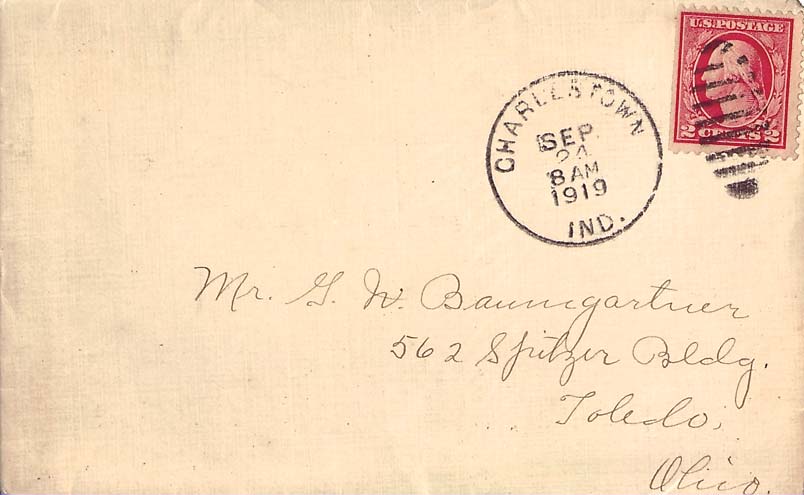 U.S. POSTAGE
2 CENTS 2
CHARLESTOWN
SEP.
24
8 AM
1919
IND.
Mr. G. W. Baumgartner
562 Spitzer Bldg.
Toledo,
Ohio.